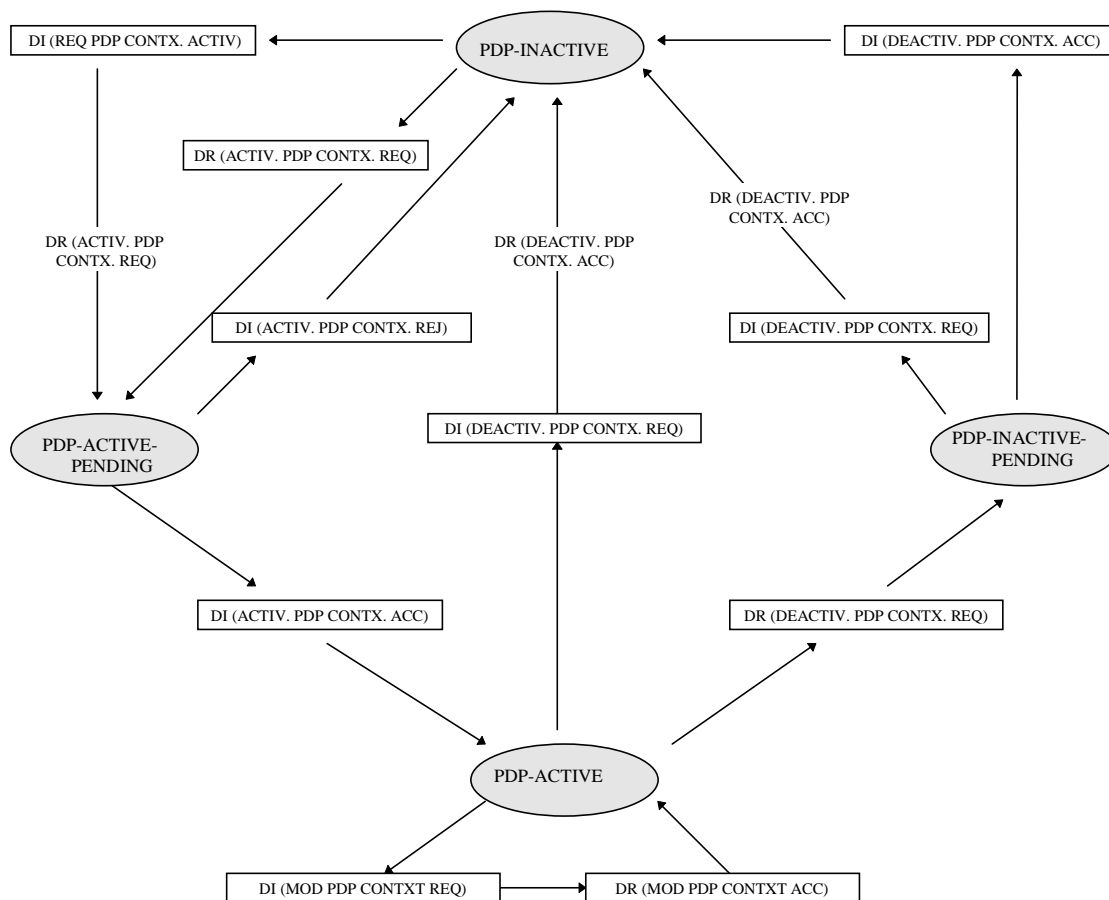 DI (REQ PDP CONTX. ACTIV)
PDP-INACTIVE
DI (DEACTIV. PDP CONTX. ACC)
DR (ACTIV. PDP CONTX. REQ)
DR (DEACTIV. PDP
CONTX. ACC)
DR (ACTIV. PDP
CONTX. REQ)
DR (DEACTIV. PDP
CONTX. ACC)
DI (ACTIV. PDP CONTX. REJ)
DI (DEACTIV. PDP CONTX. REQ)
PDP-ACTIVE-
PENDING
DI (DEACTIV. PDP CONTX. REQ)
PDP-INACTIVE-
PENDING
DI (ACTIV. PDP CONTX. ACC)
DR (DEACTIV. PDP CONTX. REQ)
PDP-ACTIVE
DI (MOD PDP CONTXT REQ)
DR (MOD PDP CONTXT ACC)